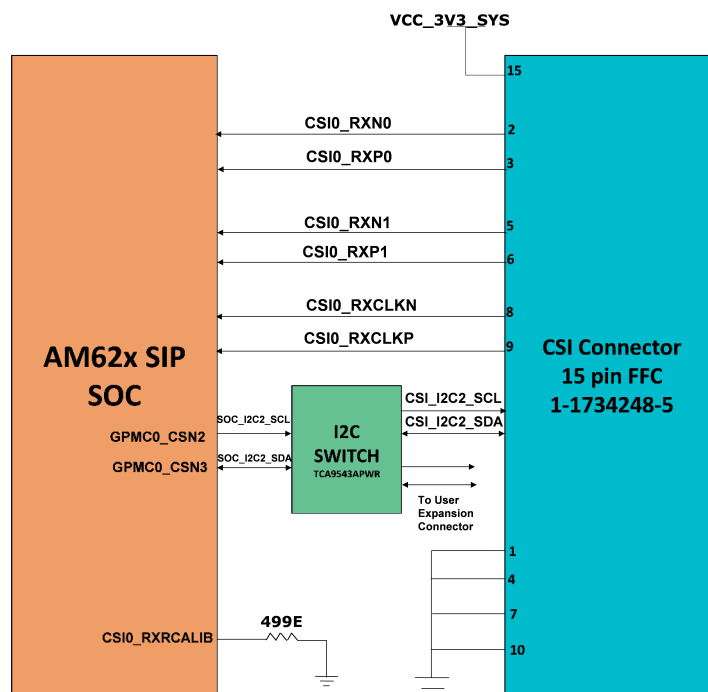 VCC_3V3_SYS
15
CSI0_RXN0
2
CSI0_RXP0
3
CSI0_RXN1
5
CSI0_RXP1
6
CSI0_RXCLKN
8
CSI0_RXCLKP
9
AM62x SIP
SOC
CSI Connector
15 pin FFC
1-1734248-5
GPMC0_CSN2
SOC_I2C2_SCL
GPMC0_CSN3
SOC_I2C2_SDA
I2C
SWITCH
TCA9543APWR
CSI_I2C2_SCL
CSI_I2C2_SDA
To User
Expansion
Connector
1
4
7
10
CSI0_RXRCALIB
499E